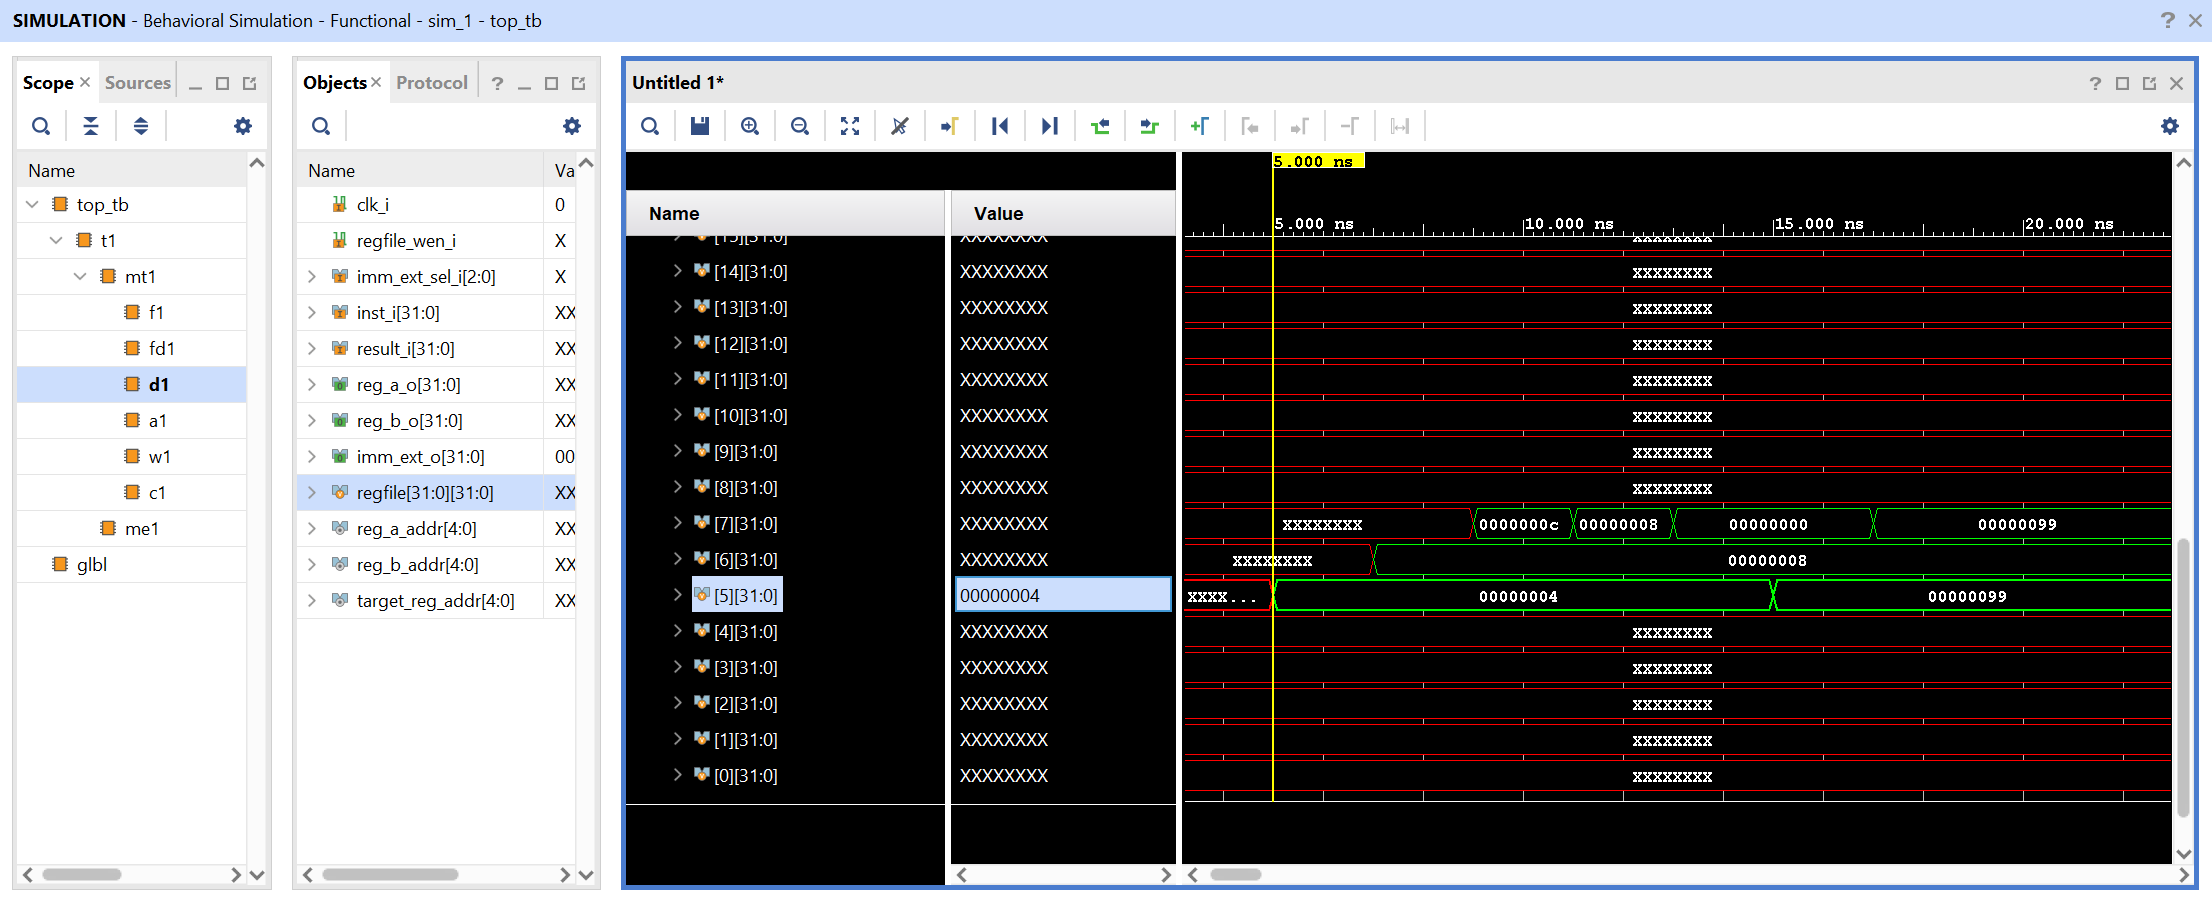 SIMULATION - Behavioral Simulation - Functional - sim_1 - top_tb
Scope Sources
Name
top_tb
t1
mt1
f1
fd1
d1
a1
w1
c1
me1
glbl
Objects Protocol
Name Va
clk_i 0
regfile_wen_i X
imm_ext_sel_i[2:0] X
inst_i[31:0] XX
result_i[31:0] XX
reg_a_o[31:0] XX
reg_b_o[31:0] XX
imm_ext_o[31:0] 00
regfile[31:0][31:0] XX
reg_a_addr[4:0] XX
reg_b_addr[4:0] XX
target_reg_addr[4:0] XX
Untitled 1*
5.000 ns
Name Value
5.000 ns 10.000 ns 15.000 ns 20.000 ns
[15][31:0] XXXXXXXX XXXXXXXX
[14][31:0] XXXXXXXX XXXXXXXX
[13][31:0] XXXXXXXX XXXXXXXX
[12][31:0] XXXXXXXX XXXXXXXX
[11][31:0] XXXXXXXX XXXXXXXX
[10][31:0] XXXXXXXX XXXXXXXX
[9][31:0] XXXXXXXX XXXXXXXX
[8][31:0] XXXXXXXX XXXXXXXX
[7][31:0] XXXXXXXX XXXXXXXX 0000000c 00000008 00000000 00000099
[6][31:0] XXXXXXXX XXXXXXXX 00000008
[5][31:0] 00000004 XXXX... 00000004 00000099
[4][31:0] XXXXXXXX XXXXXXXX
[3][31:0] XXXXXXXX XXXXXXXX
[2][31:0] XXXXXXXX XXXXXXXX
[1][31:0] XXXXXXXX XXXXXXXX
[0][31:0] XXXXXXXX XXXXXXXX